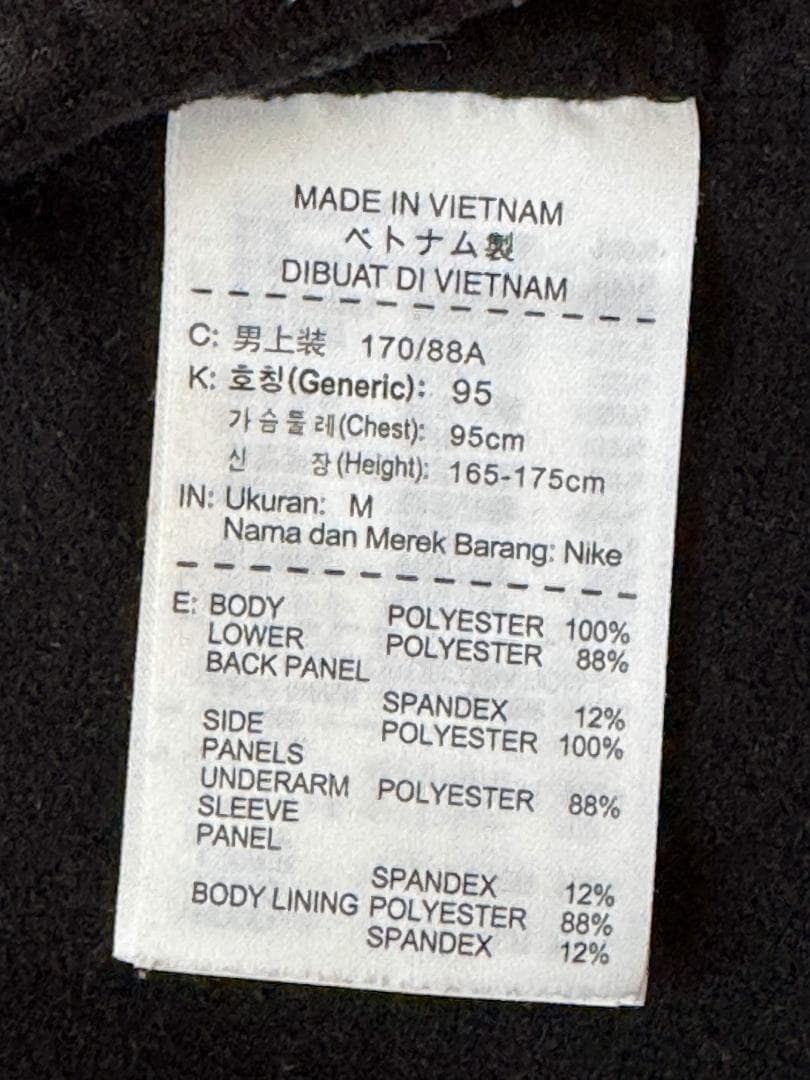 MADE IN VIETNAM
ベトナム製
DIBUAT DI VIETNAM
C: 男上装 170/88A
K: 호칭(Generic): 95
가슴둘레(Chest): 95cm
신 장(Height): 165-175cm
IN: Ukuran: M
Nama dan Merek Barang: Nike
E: BODY POLYESTER 100%
LOWER POLYESTER 88%
BACK PANEL
SPANDEX 12%
SIDE POLYESTER 100%
PANELS
UNDERARM POLYESTER 88%
SLEEVE
PANEL
SPANDEX 12%
BODY LINING POLYESTER 88%
SPANDEX 12%